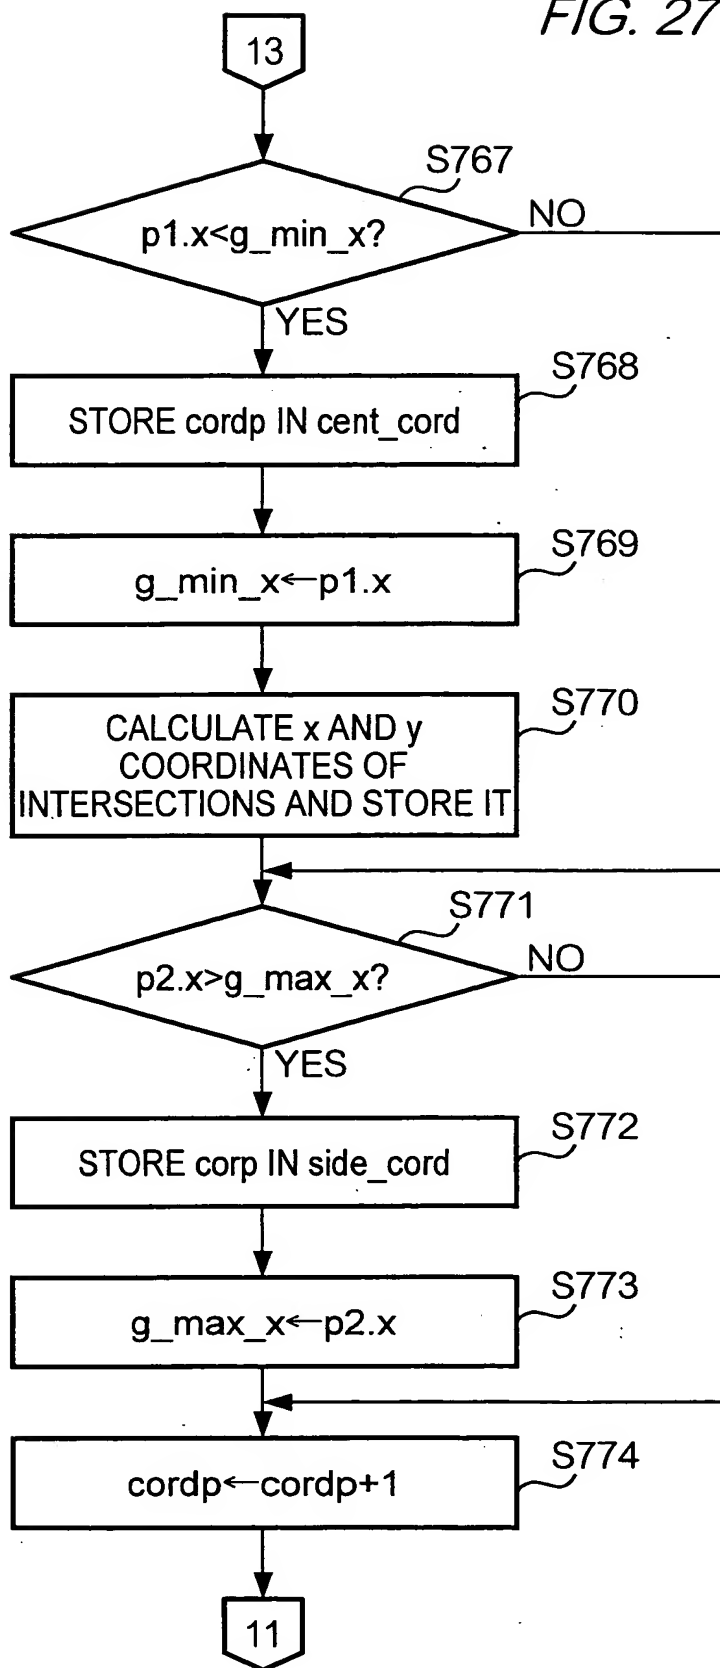 FIG. 27
13
S767
p1.x<g_min_x?
NO
YES
S768
STORE cordp IN cent_cord
S769
g_min_x←p1.x
S770
CALCULATE x AND y
COORDINATES OF
INTERSECTIONS AND STORE IT
S771
p2.x>g_max_x?
NO
YES
S772
STORE corp IN side_cord
S773
g_max_x←p2.x
S774
cordp←cordp+1
11